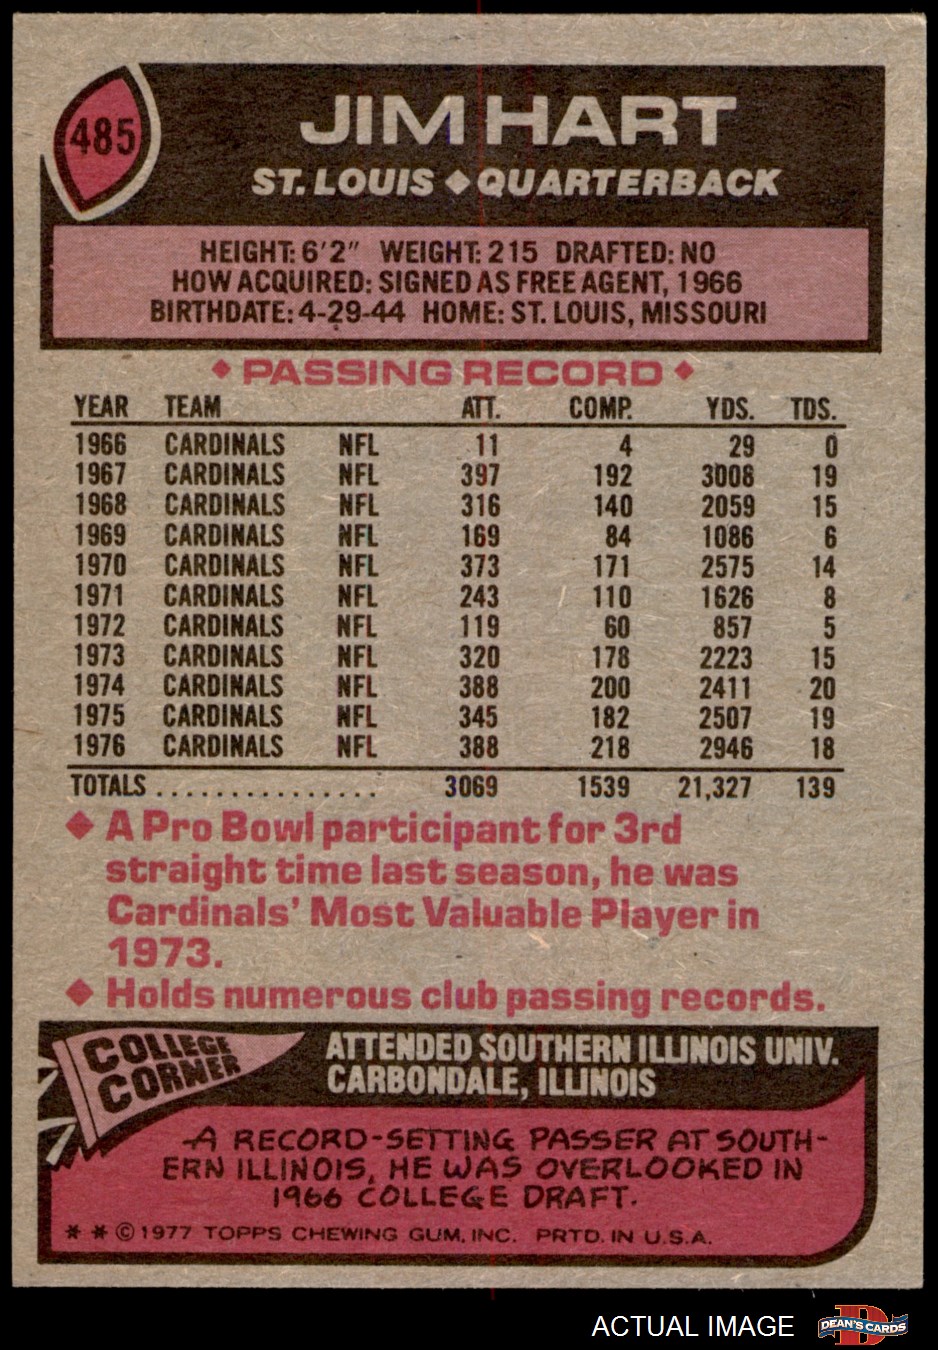 485
JIM HART
ST. LOUIS ◆ QUARTERBACK
HEIGHT: 6'2" WEIGHT: 215 DRAFTED: NO
HOW ACQUIRED: SIGNED AS FREE AGENT, 1966
BIRTHDATE: 4-29-44 HOME: ST. LOUIS, MISSOURI
◆ PASSING RECORD ◆
YEAR TEAM ATT. COMP. YDS. TDS.
1966 CARDINALS NFL 11 4 29 0
1967 CARDINALS NFL 397 192 3008 19
1968 CARDINALS NFL 316 140 2059 15
1969 CARDINALS NFL 169 84 1086 6
1970 CARDINALS NFL 373 171 2575 14
1971 CARDINALS NFL 243 110 1626 8
1972 CARDINALS NFL 119 60 857 5
1973 CARDINALS NFL 320 178 2223 15
1974 CARDINALS NFL 388 200 2411 20
1975 CARDINALS NFL 345 182 2507 19
1976 CARDINALS NFL 388 218 2946 18
TOTALS ............... 3069 1539 21,327 139
◆ A Pro Bowl participant for 3rd
straight time last season, he was
Cardinals' Most Valuable Player in
1973.
◆ Holds numerous club passing records.
COLLEGE
CORNER
ATTENDED SOUTHERN ILLINOIS UNIV.
CARBONDALE, ILLINOIS
A RECORD-SETTING PASSER AT SOUTH-
ERN ILLINOIS, HE WAS OVERLOOKED IN
1966 COLLEGE DRAFT.
* * © 1977 TOPPS CHEWING GUM, INC. PRTD. IN U.S.A.
ACTUAL IMAGE
D
DEAN'S CARDS